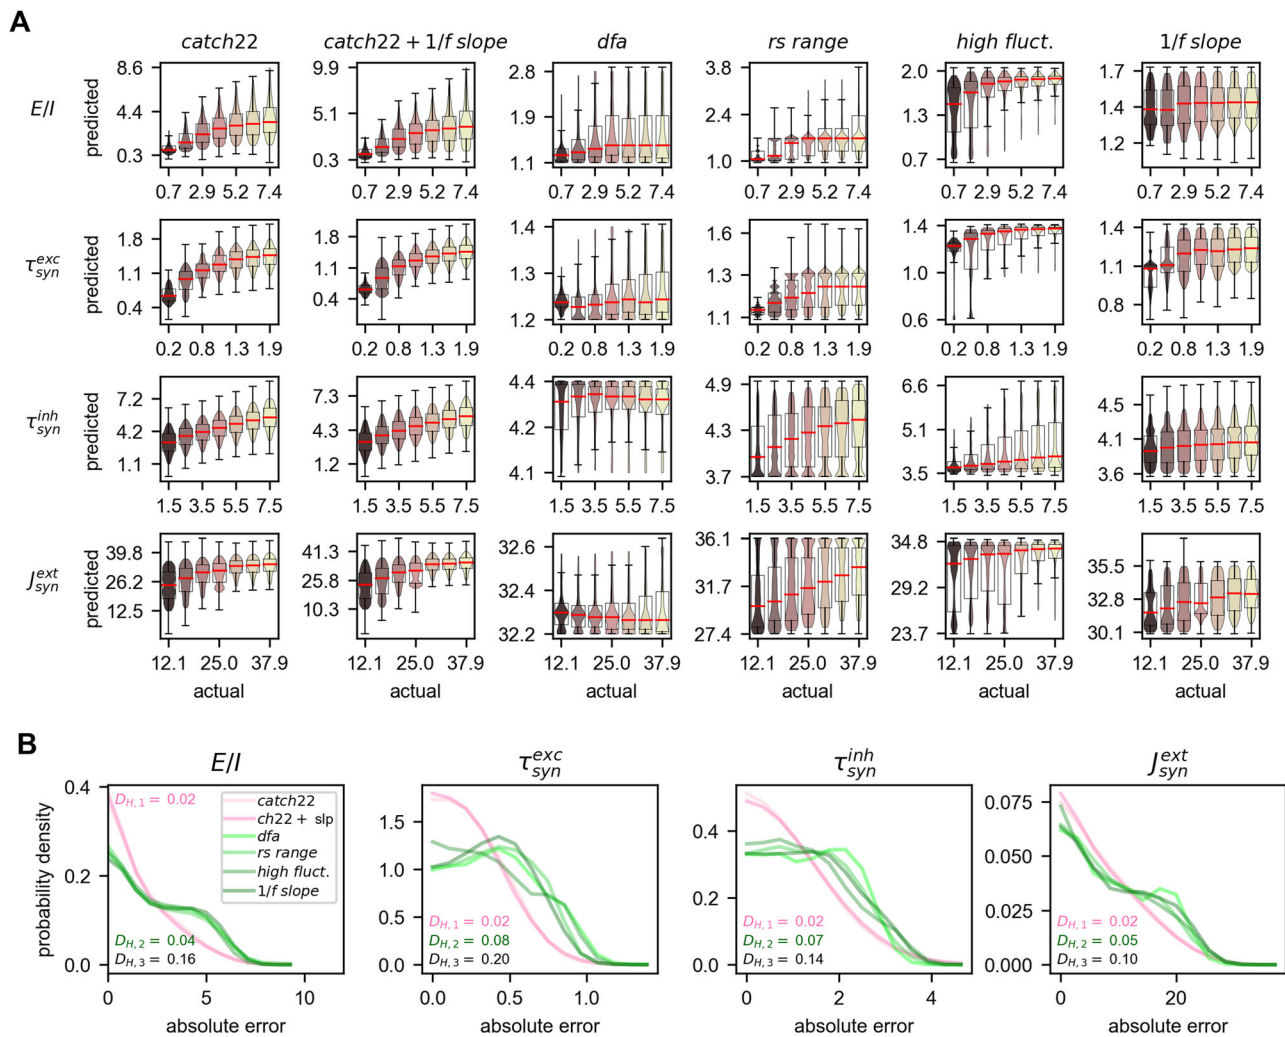 A
catch22 catch22 + 1/f slope dfa rs range high fluct. 1/f slope
E/I
predicted
8.6 4.4 0.3
9.9 5.1 0.3
2.8 1.9 1.1
3.8 2.4 1.0
2.0 1.3 0.7
1.7 1.4 1.2
0.7 2.9 5.2 7.4 0.7 2.9 5.2 7.4 0.7 2.9 5.2 7.4 0.7 2.9 5.2 7.4 0.7 2.9 5.2 7.4 0.7 2.9 5.2 7.4
τ^exc_syn
predicted
1.8 1.1 0.4
1.8 1.1 0.4
1.4 1.3 1.2
1.6 1.3 1.1
1.4 1.0 0.6
1.4 1.1 0.8
0.2 0.8 1.3 1.9 0.2 0.8 1.3 1.9 0.2 0.8 1.3 1.9 0.2 0.8 1.3 1.9 0.2 0.8 1.3 1.9 0.2 0.8 1.3 1.9
τ^inh_syn
predicted
7.2 4.2 1.1
7.3 4.3 1.2
4.4 4.2 4.1
4.9 4.3 3.7
6.6 5.1 3.5
4.5 4.1 3.6
1.5 3.5 5.5 7.5 1.5 3.5 5.5 7.5 1.5 3.5 5.5 7.5 1.5 3.5 5.5 7.5 1.5 3.5 5.5 7.5 1.5 3.5 5.5 7.5
J^ext_syn
predicted
39.8 26.2 12.5
41.3 25.8 10.3
32.6 32.4 32.2
36.1 31.7 27.4
34.8 29.2 23.7
35.5 32.8 30.1
12.1 25.0 37.9 12.1 25.0 37.9 12.1 25.0 37.9 12.1 25.0 37.9 12.1 25.0 37.9 12.1 25.0 37.9
actual actual actual actual actual actual
B
E/I
probability density
0.4
0.2
0.0
D_H,1 = 0.02
catch22
ch22 + slp
dfa
rs range
high fluct.
1/f slope
D_H,2 = 0.04
D_H,3 = 0.16
0 5 10
absolute error
τ^exc_syn
1.5
1.0
0.5
0.0
D_H,1 = 0.02
D_H,2 = 0.08
D_H,3 = 0.20
0.0 0.5 1.0
absolute error
τ^inh_syn
0.4
0.2
0.0
D_H,1 = 0.02
D_H,2 = 0.07
D_H,3 = 0.14
0 2 4
absolute error
J^ext_syn
0.075
0.050
0.025
0.000
D_H,1 = 0.02
D_H,2 = 0.05
D_H,3 = 0.10
0 20
absolute error